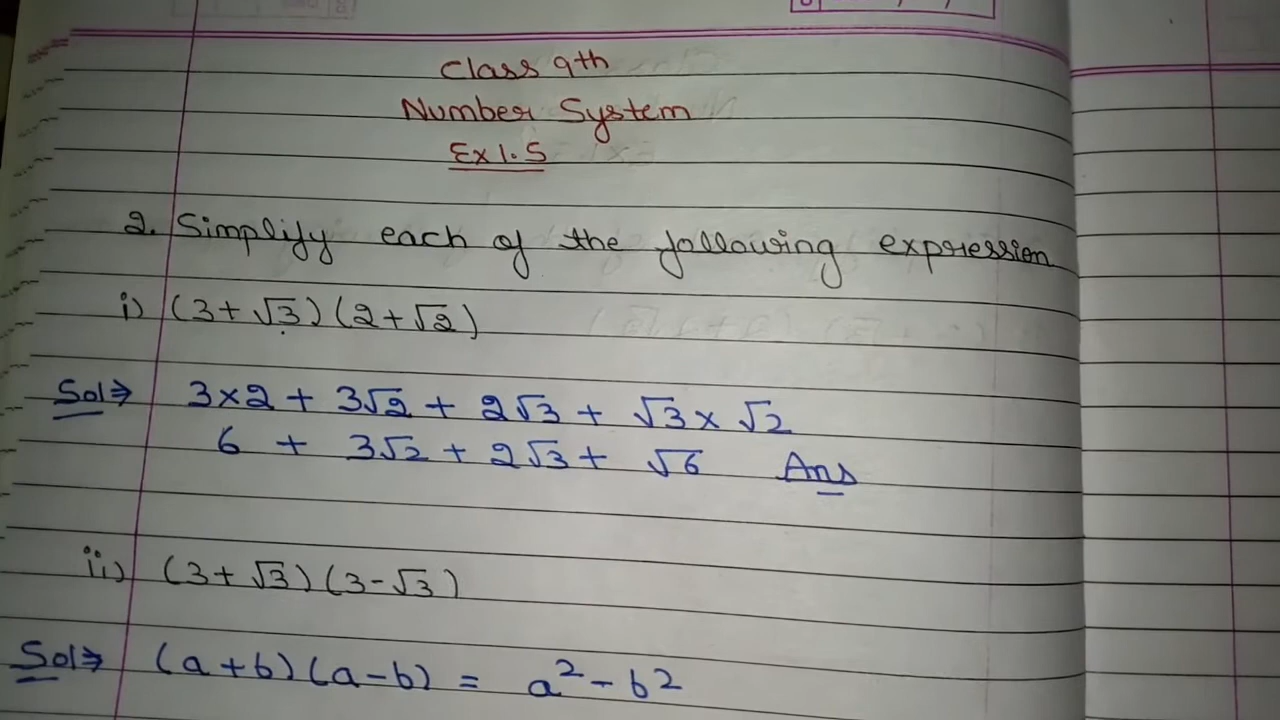 Class 9th
Number System
Ex 1.5
2. Simplify each of the following expression
i) (3+√3)(2+√2)
Sol⇒ 3×2 + 3√2 + 2√3 + √3 × √2
6 + 3√2 + 2√3 + √6 Ans
ii) (3+√3)(3-√3)
Sol⇒ (a+b)(a-b) = a² - b²